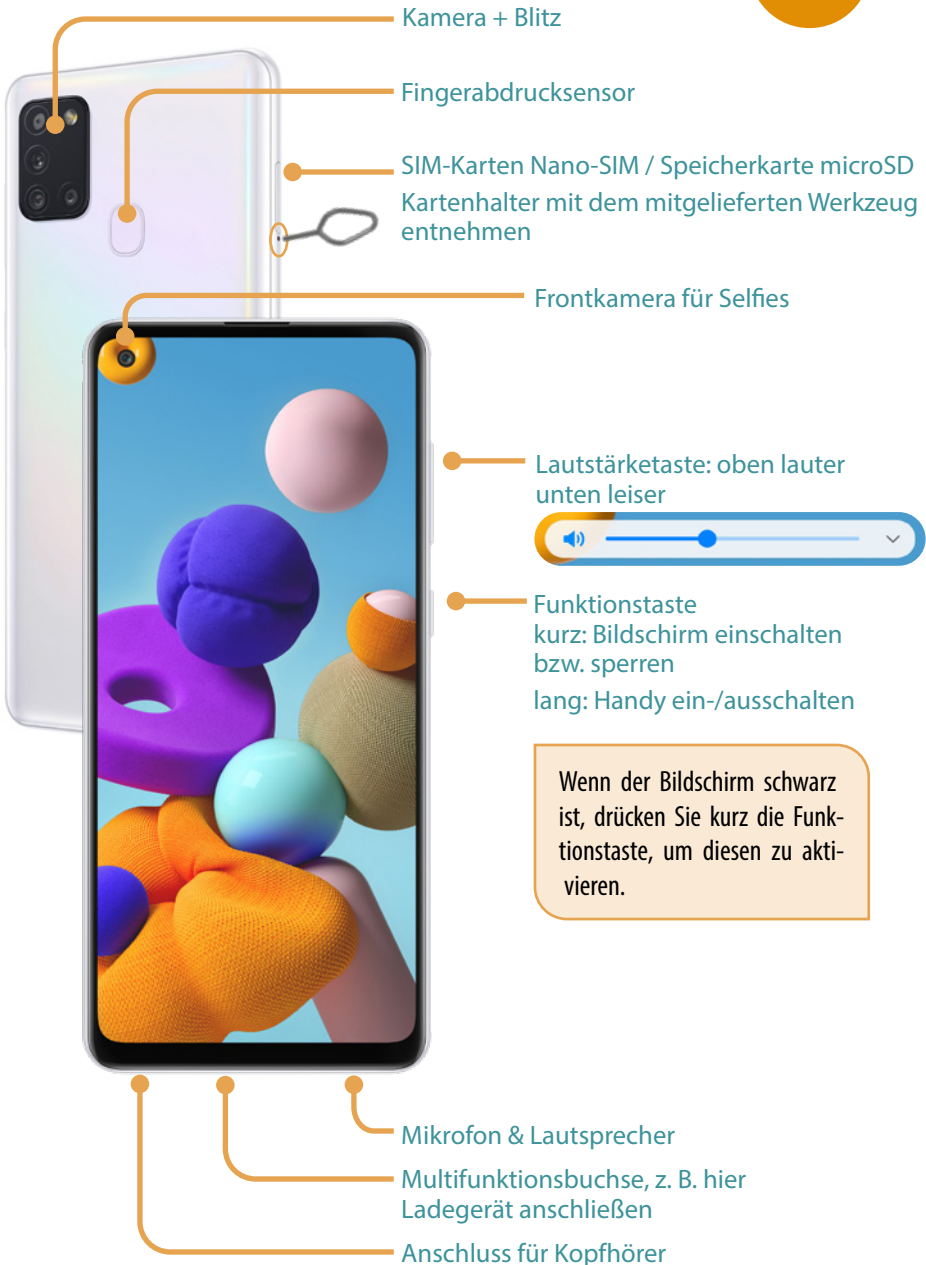 Kamera + Blitz
Fingerabdrucksensor
SIM-Karten Nano-SIM / Speicherkarte microSD
Kartenhalter mit dem mitgelieferten Werkzeug
entnehmen
Frontkamera für Selfies
Lautstärketaste: oben lauter
unten leiser
Funktionstaste
kurz: Bildschirm einschalten
bzw. sperren
lang: Handy ein-/ausschalten
Wenn der Bildschirm schwarz
ist, drücken Sie kurz die Funk-
tionstaste, um diesen zu akti-
vieren.
Mikrofon & Lautsprecher
Multifunktionsbuchse, z. B. hier
Ladegerät anschließen
Anschluss für Kopfhörer